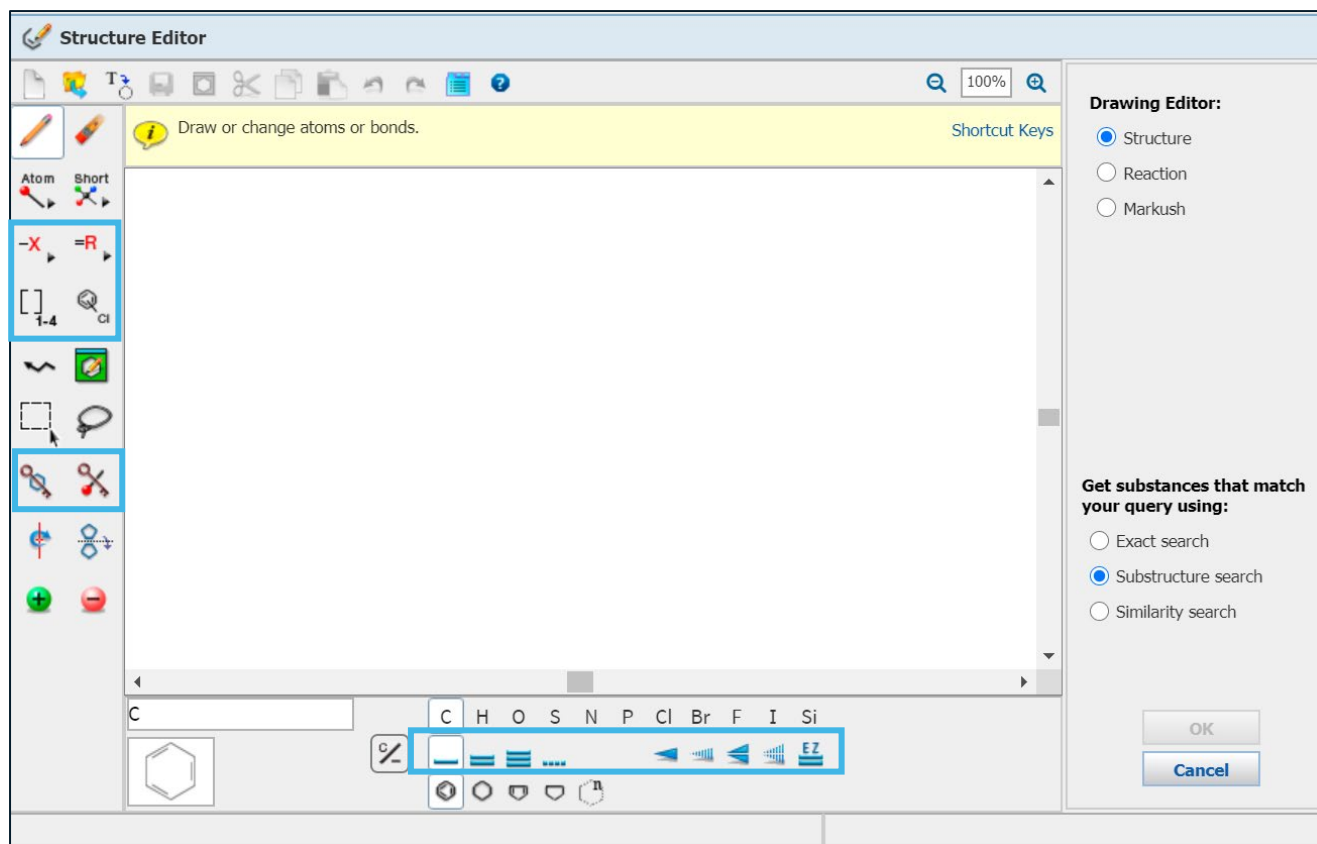 Structure Editor
T
100%
Draw or change atoms or bonds.
Shortcut Keys
Atom
Short
-X
=R
[ ] 1-4
Cl
C
C H O S N P Cl Br F I Si
C
EZ
n
Drawing Editor:
Structure
Reaction
Markush
Get substances that match
your query using:
Exact search
Substructure search
Similarity search
OK
Cancel